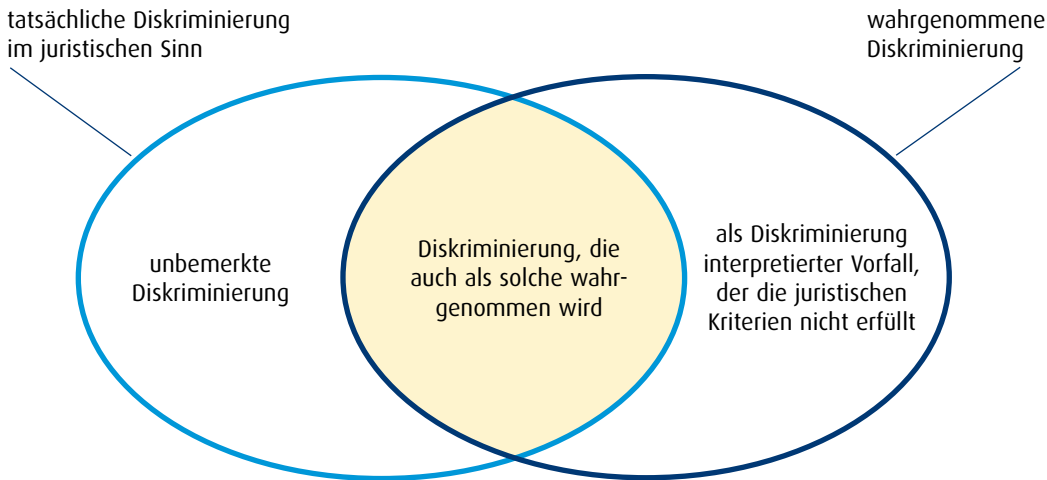 tatsächliche Diskriminierung
im juristischen Sinn
wahrgenommene
Diskriminierung
unbemerkte
Diskriminierung
Diskriminierung, die
auch als solche wahr-
genommen wird
als Diskriminierung
interpretierter Vorfall,
der die juristischen
Kriterien nicht erfüllt